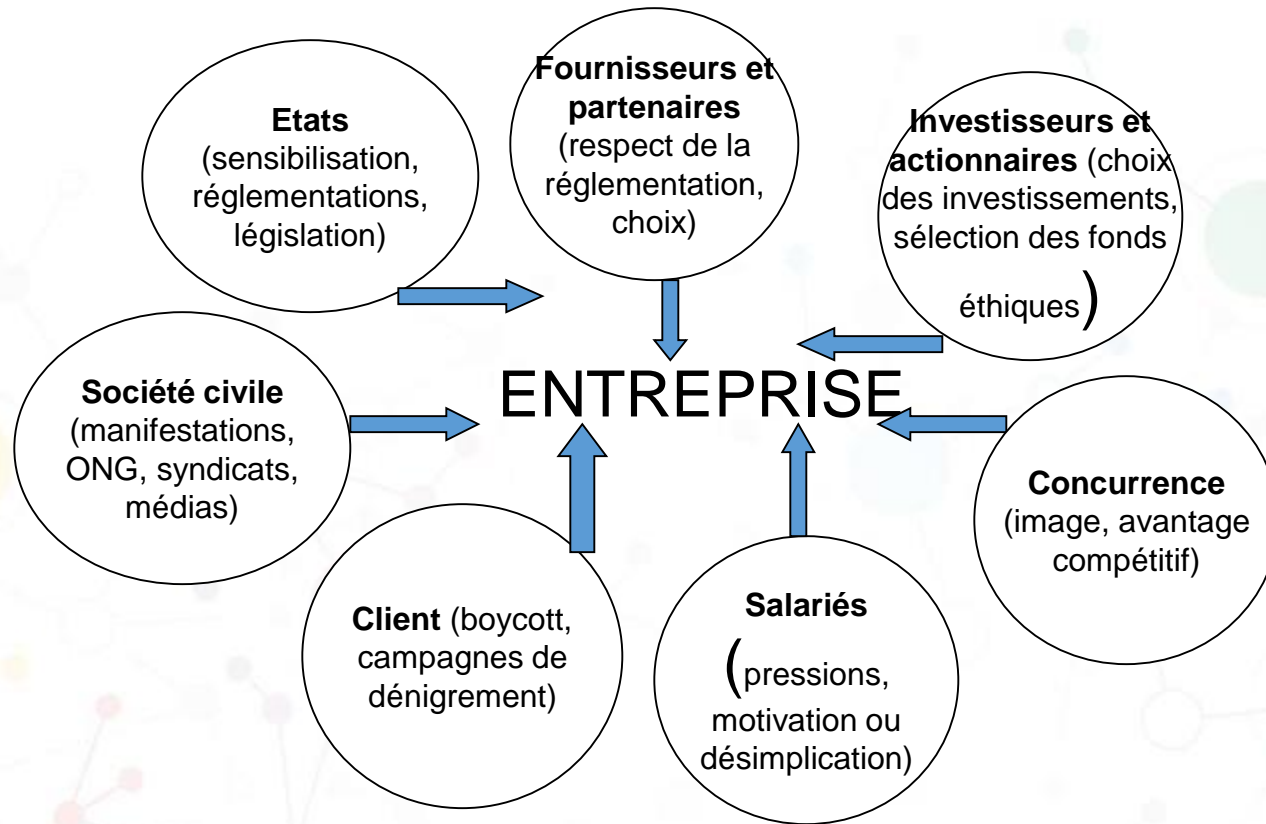 Etats
(sensibilisation,
réglementations,
législation)
Fournisseurs et
partenaires
(respect de la
réglementation,
choix)
Investisseurs et
actionnaires (choix
des investissements,
sélection des fonds
éthiques)
ENTREPRISE
Société civile
(manifestations,
ONG, syndicats,
médias)
Concurrence
(image, avantage
compétitif)
Client (boycott,
campagnes de
dénigrement)
Salariés
(pressions,
motivation ou
désimplication)